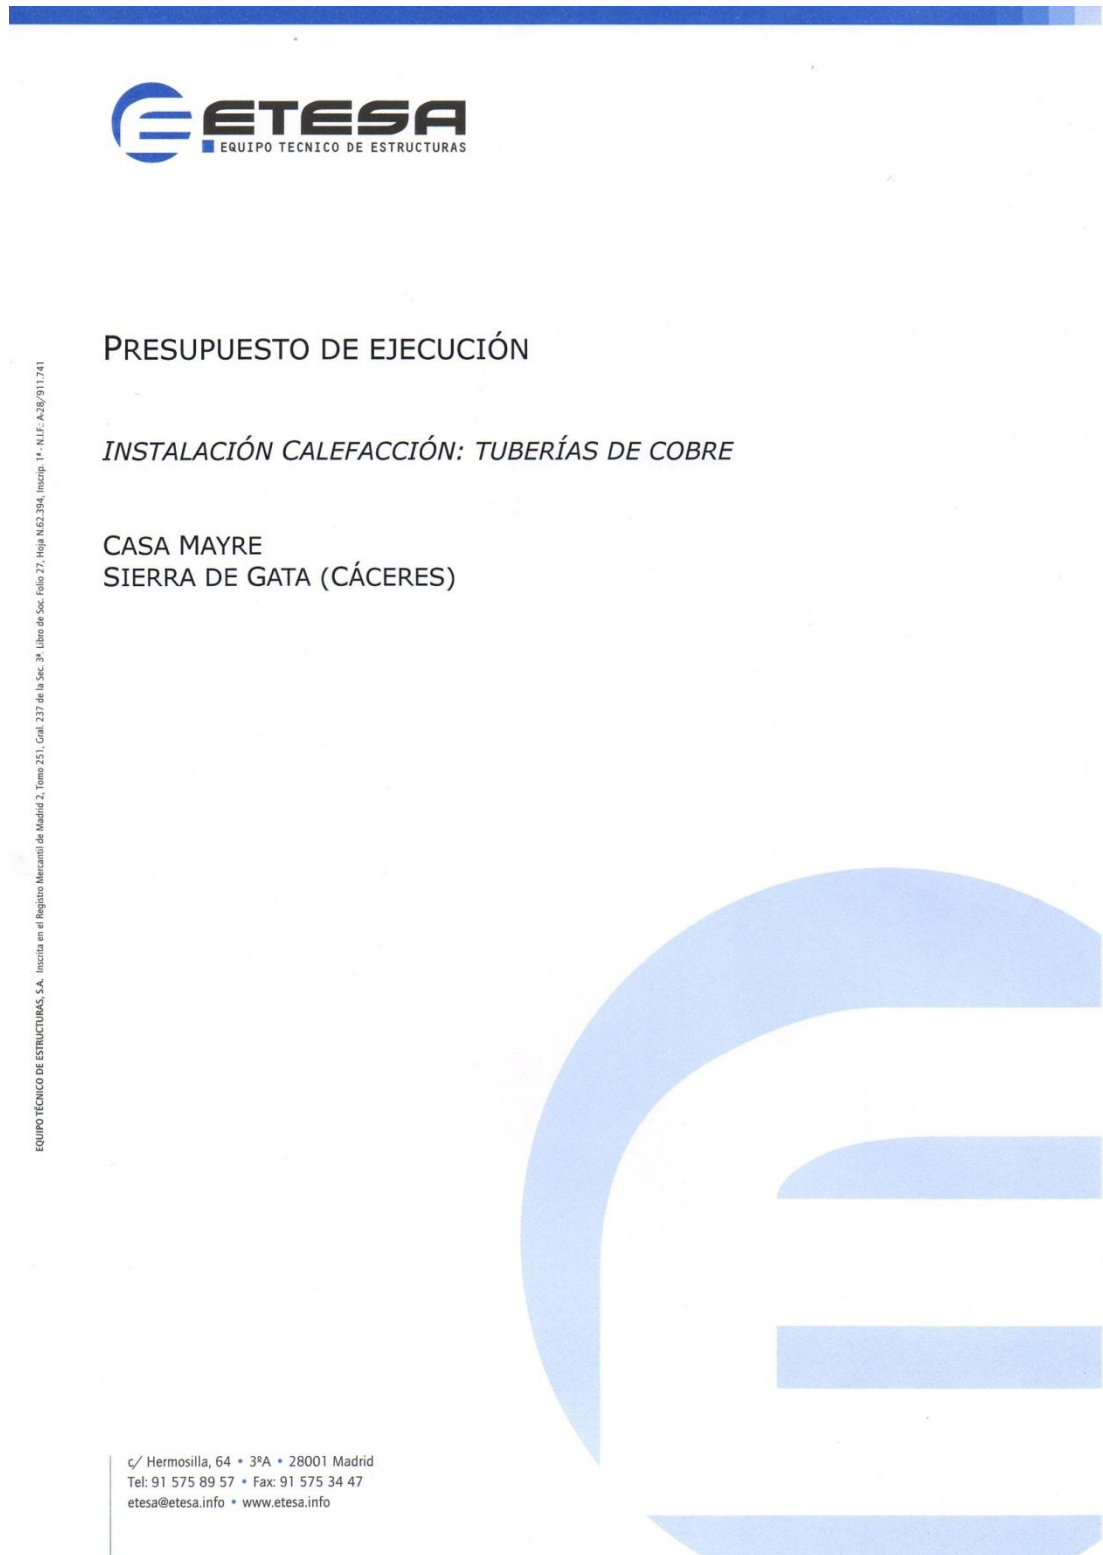 ETESA
EQUIPO TECNICO DE ESTRUCTURAS
PRESUPUESTO DE EJECUCIÓN
INSTALACIÓN CALEFACCIÓN: TUBERÍAS DE COBRE
CASA MAYRE
SIERRA DE GATA (CÁCERES)
EQUIPO TÉCNICO DE ESTRUCTURAS, S.A. Inscrita en el Registro Mercantil de Madrid 2, Tomo 251, Gral. 237 de la Sec. 3ª. Libro de Soc. Folio 27, Hoja N.62.394, Inscrip. 1ª - N.I.F.: A-28/911.741
c/ Hermosilla, 64 • 3ºA • 28001 Madrid
Tel: 91 575 89 57 • Fax: 91 575 34 47
etesa@etesa.info • www.etesa.info